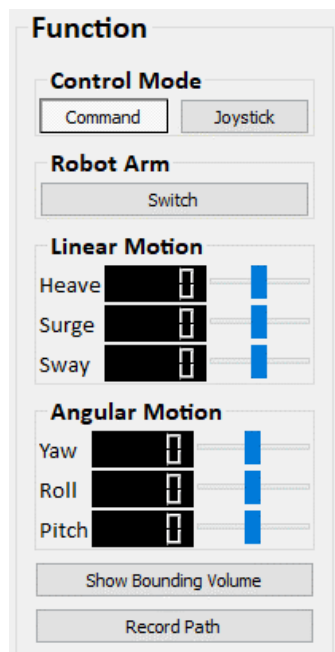 Function
Control Mode
Command Joystick
Robot Arm
Switch
Linear Motion
Heave 0
Surge 0
Sway 0
Angular Motion
Yaw 0
Roll 0
Pitch 0
Show Bounding Volume
Record Path